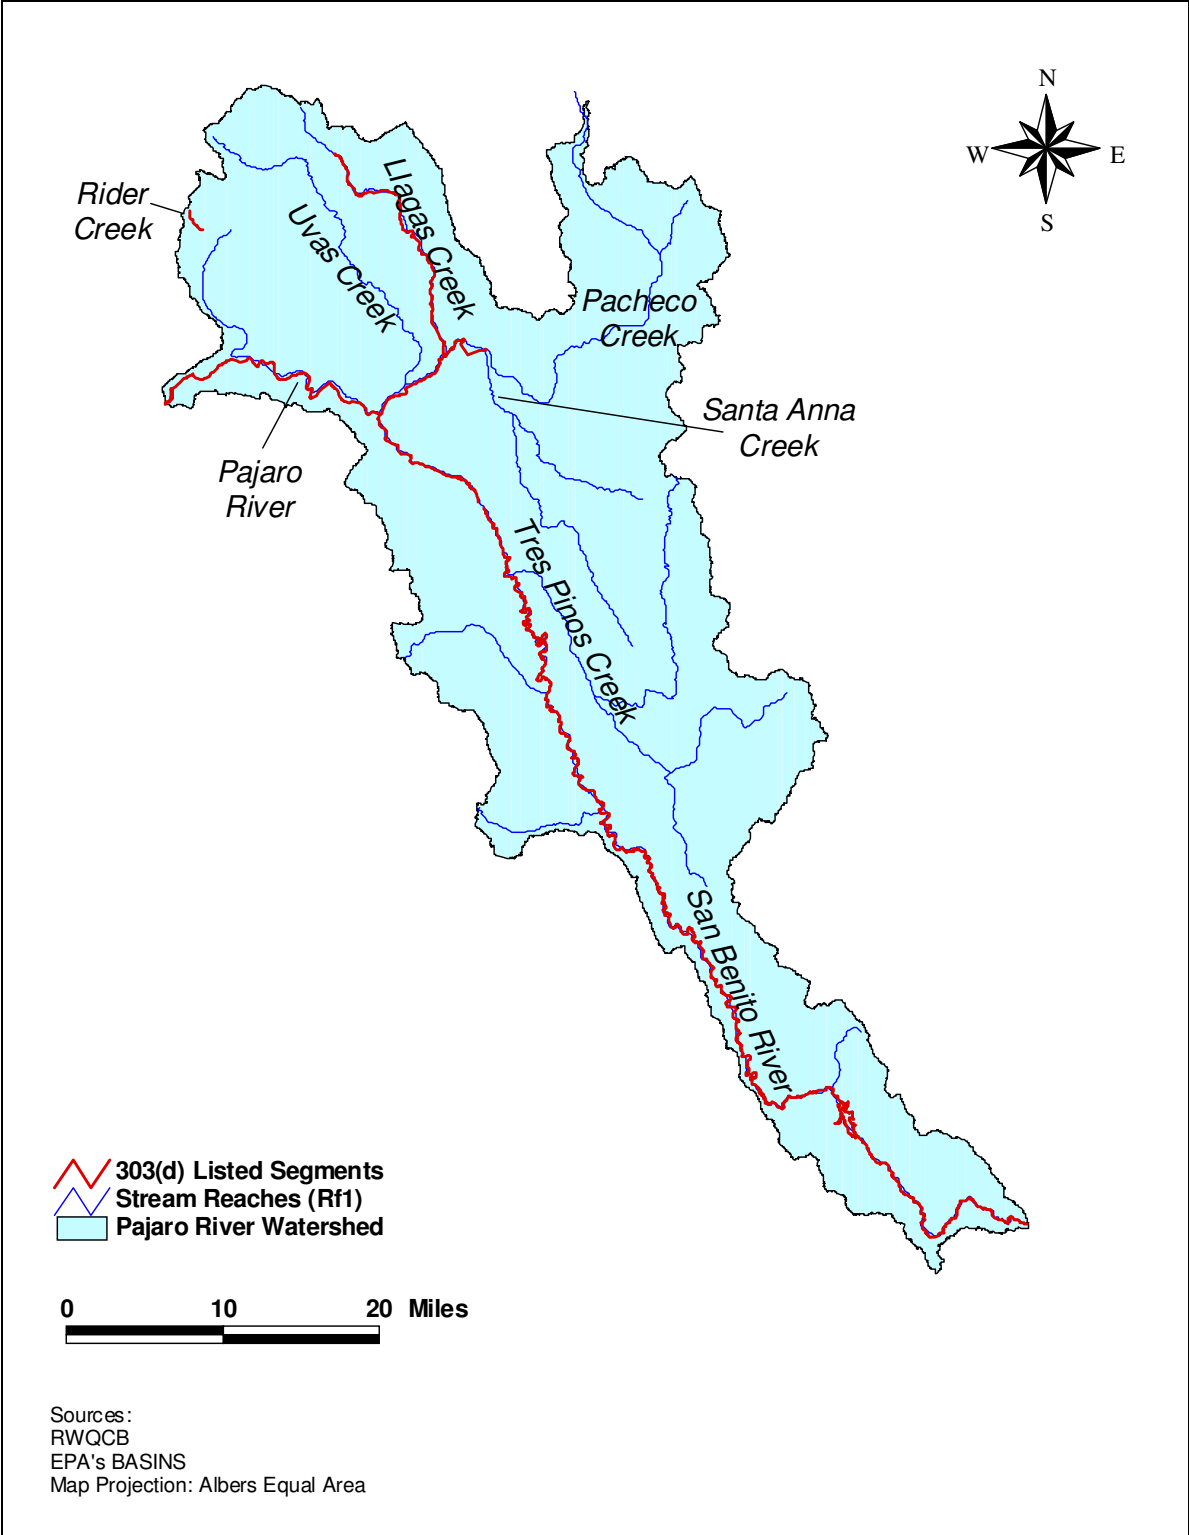 N
W
E
S
Rider
Creek
Llagas Creek
Uvas Creek
Pacheco
Creek
Santa Anna
Creek
Pajaro
River
Tres Pinos Creek
San Benito River
303(d) Listed Segments
Stream Reaches (Rf1)
Pajaro River Watershed
0 10 20 Miles
Sources:
RWQCB
EPA's BASINS
Map Projection: Albers Equal Area